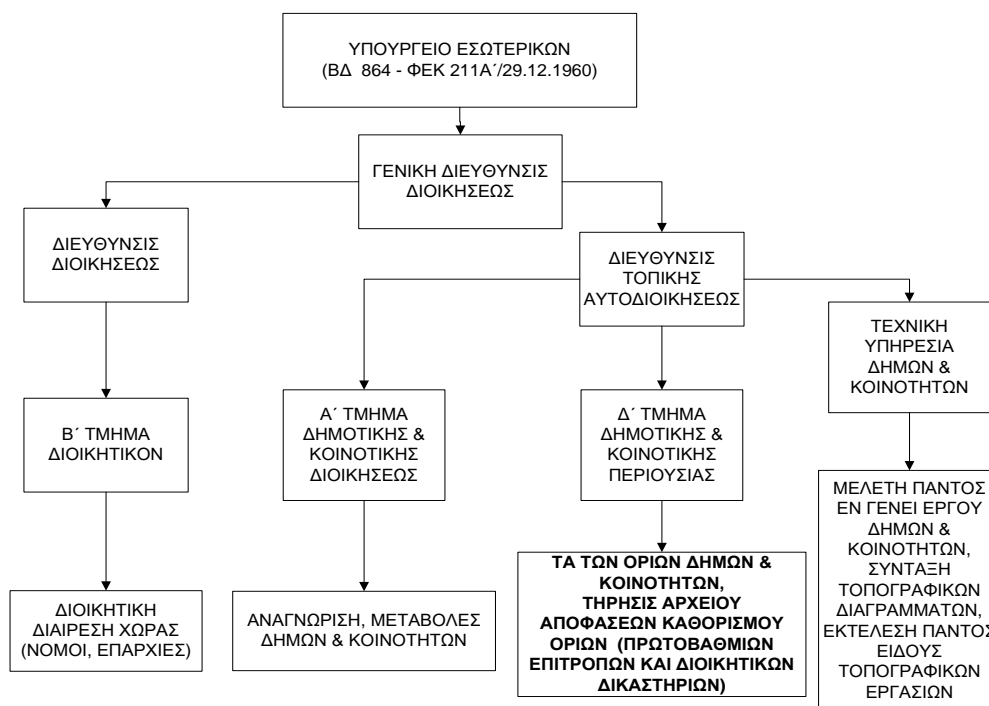 ΥΠΟΥΡΓΕΙΟ ΕΣΩΤΕΡΙΚΩΝ
(ΒΔ 864 - ΦΕΚ 211Α΄/29.12.1960)
ΓΕΝΙΚΗ ΔΙΕΥΘΥΝΣΙΣ
ΔΙΟΙΚΗΣΕΩΣ
ΔΙΕΥΘΥΝΣΙΣ
ΔΙΟΙΚΗΣΕΩΣ
ΔΙΕΥΘΥΝΣΙΣ
ΤΟΠΙΚΗΣ
ΑΥΤΟΔΙΟΙΚΗΣΕΩΣ
ΤΕΧΝΙΚΗ
ΥΠΗΡΕΣΙΑ
ΔΗΜΩΝ &
ΚΟΙΝΟΤΗΤΩΝ
Β΄ ΤΜΗΜΑ
ΔΙΟΙΚΗΤΙΚΟΝ
Α΄ ΤΜΗΜΑ
ΔΗΜΟΤΙΚΗΣ &
ΚΟΙΝΟΤΙΚΗΣ
ΔΙΟΙΚΗΣΕΩΣ
Δ΄ ΤΜΗΜΑ
ΔΗΜΟΤΙΚΗΣ &
ΚΟΙΝΟΤΙΚΗΣ
ΠΕΡΙΟΥΣΙΑΣ
ΔΙΟΙΚΗΤΙΚΗ
ΔΙΑΙΡΕΣΗ ΧΩΡΑΣ
(ΝΟΜΟΙ, ΕΠΑΡΧΙΕΣ)
ΑΝΑΓΝΩΡΙΣΗ, ΜΕΤΑΒΟΛΕΣ
ΔΗΜΩΝ & ΚΟΙΝΟΤΗΤΩΝ
ΤΑ ΤΩΝ ΟΡΙΩΝ ΔΗΜΩΝ &
ΚΟΙΝΟΤΗΤΩΝ,
ΤΗΡΗΣΙΣ ΑΡΧΕΙΟΥ
ΑΠΟΦΑΣΕΩΝ ΚΑΘΟΡΙΣΜΟΥ
ΟΡΙΩΝ (ΠΡΩΤΟΒΑΘΜΙΩΝ
ΕΠΙΤΡΟΠΩΝ ΚΑΙ ΔΙΟΙΚΗΤΙΚΩΝ
ΔΙΚΑΣΤΗΡΙΩΝ)
ΜΕΛΕΤΗ ΠΑΝΤΟΣ
ΕΝ ΓΕΝΕΙ ΕΡΓΟΥ
ΔΗΜΩΝ &
ΚΟΙΝΟΤΗΤΩΝ,
ΣΥΝΤΑΞΗ
ΤΟΠΟΓΡΑΦΙΚΩΝ
ΔΙΑΓΡΑΜΜΑΤΩΝ,
ΕΚΤΕΛΕΣΗ ΠΑΝΤΟΣ
ΕΙΔΟΥΣ
ΤΟΠΟΓΡΑΦΙΚΩΝ
ΕΡΓΑΣΙΩΝ